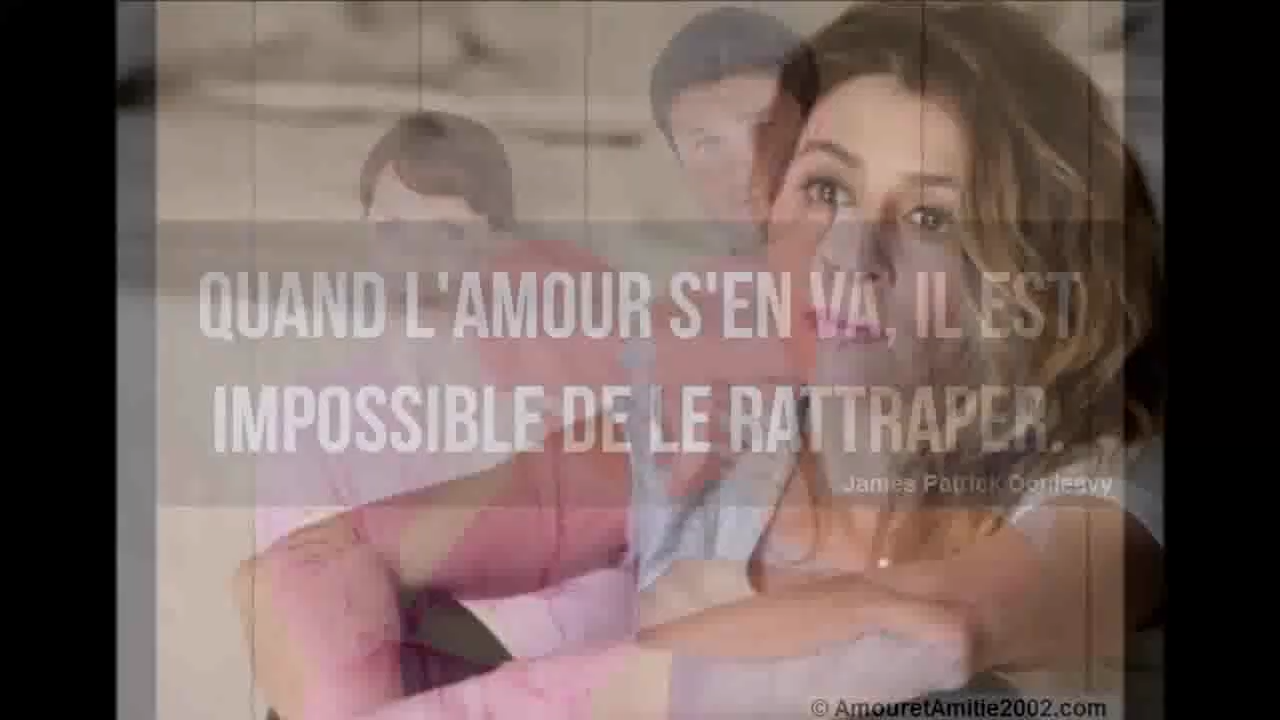 QUAND L'AMOUR S'EN VA, IL EST
IMPOSSIBLE DE LE RATTRAPER.
James Patrick Donleavy
© AmouretAmitie2002.com